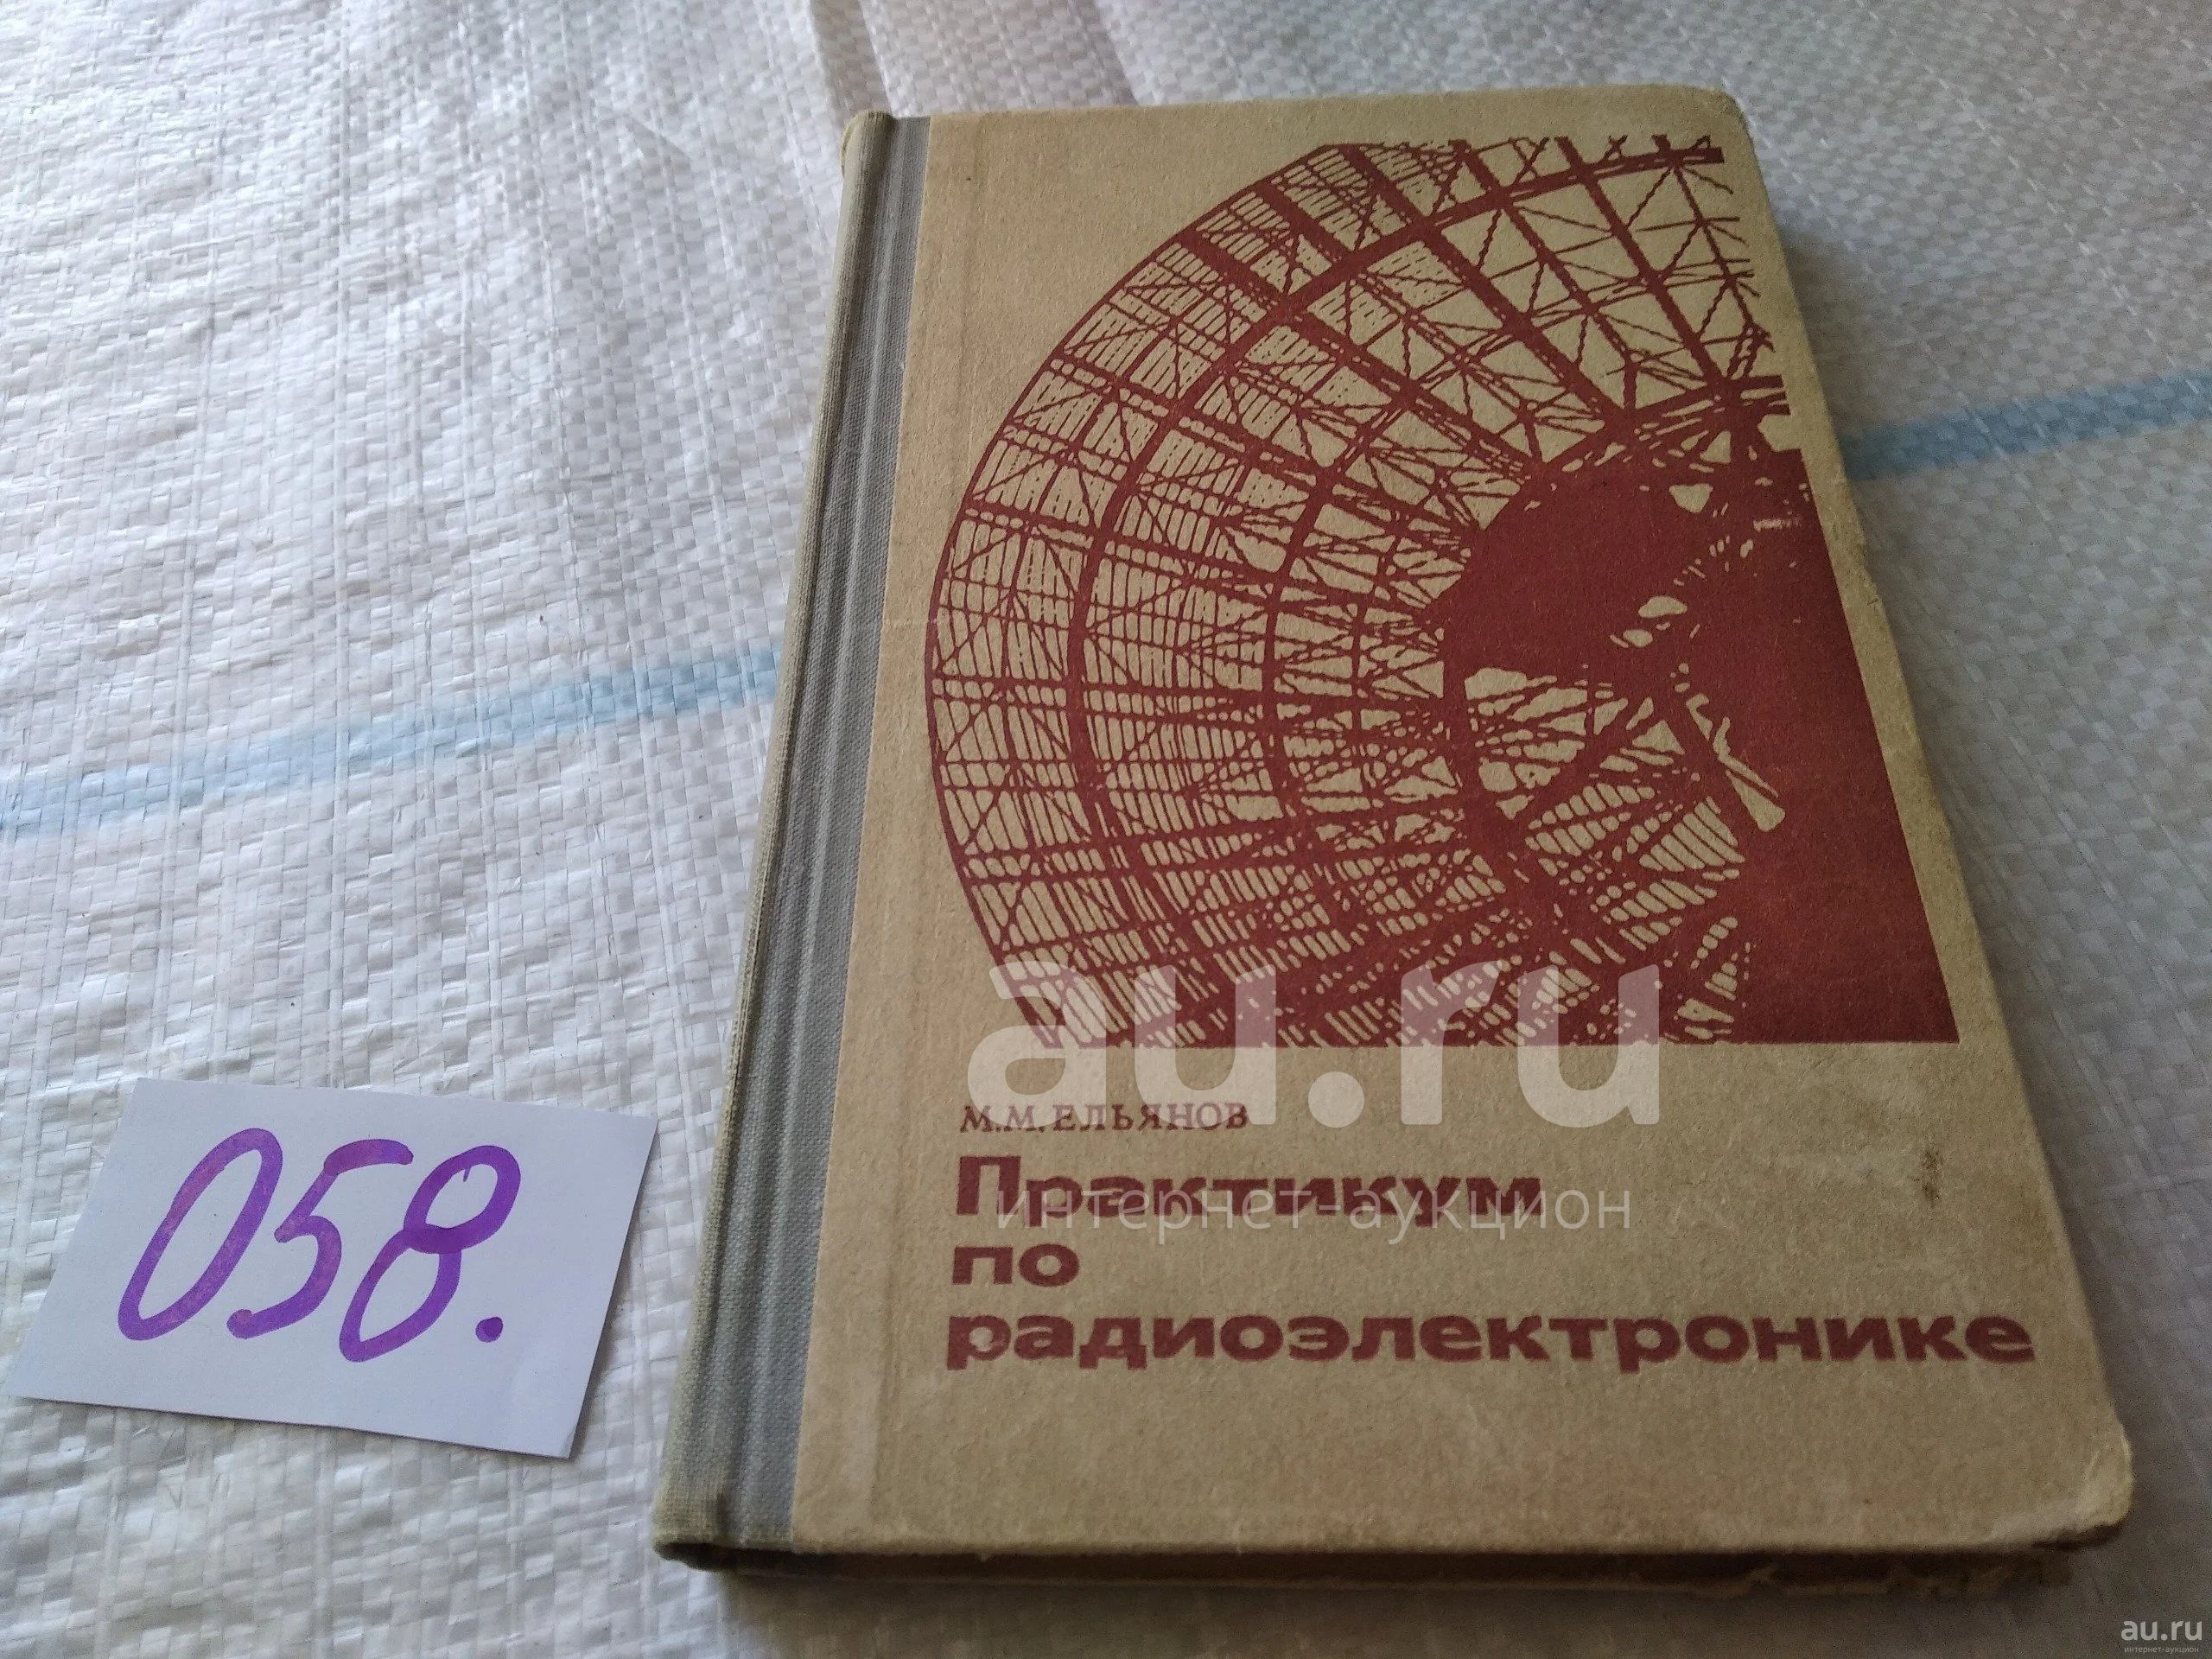 М.М. ЕЛЬЯНОВ
Практикум
по
радиоэлектронике
058.
au.ru
интернет-аукцион
au.ru
интернет-аукцион